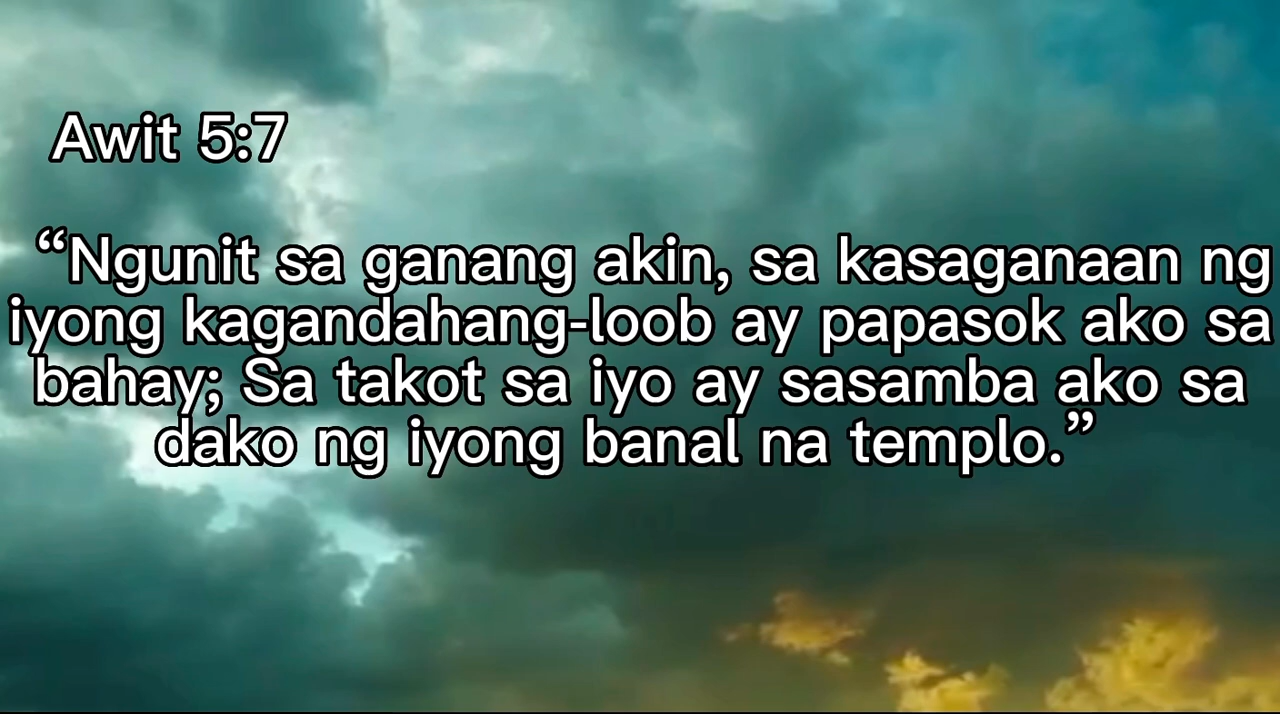 Awit 5:7
“Ngunit sa ganang akin, sa kasaganaan ng
iyong kagandahang-loob ay papasok ako sa
bahay; Sa takot sa iyo ay sasamba ako sa
dako ng iyong banal na templo.”